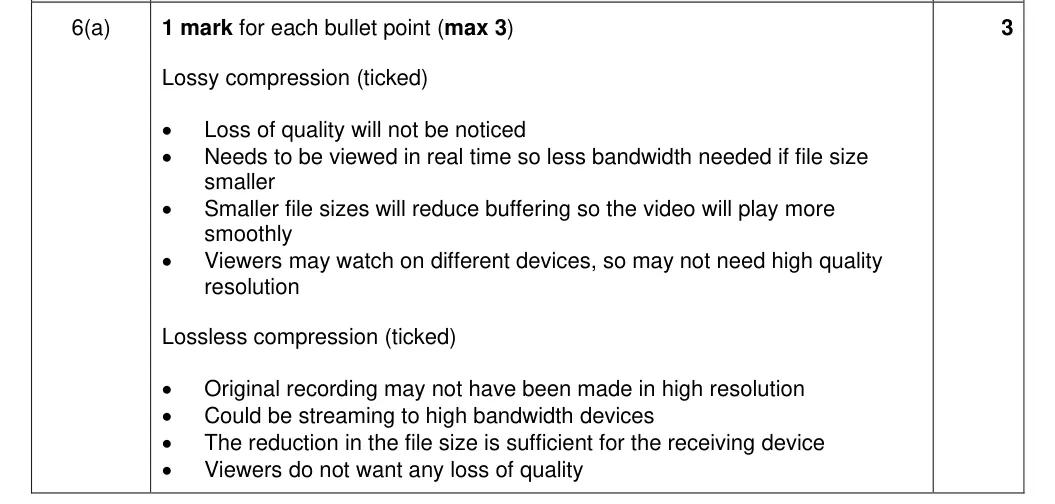 6(a) 1 mark for each bullet point (max 3) 3
Lossy compression (ticked)
• Loss of quality will not be noticed
• Needs to be viewed in real time so less bandwidth needed if file size
smaller
• Smaller file sizes will reduce buffering so the video will play more
smoothly
• Viewers may watch on different devices, so may not need high quality
resolution
Lossless compression (ticked)
• Original recording may not have been made in high resolution
• Could be streaming to high bandwidth devices
• The reduction in the file size is sufficient for the receiving device
• Viewers do not want any loss of quality